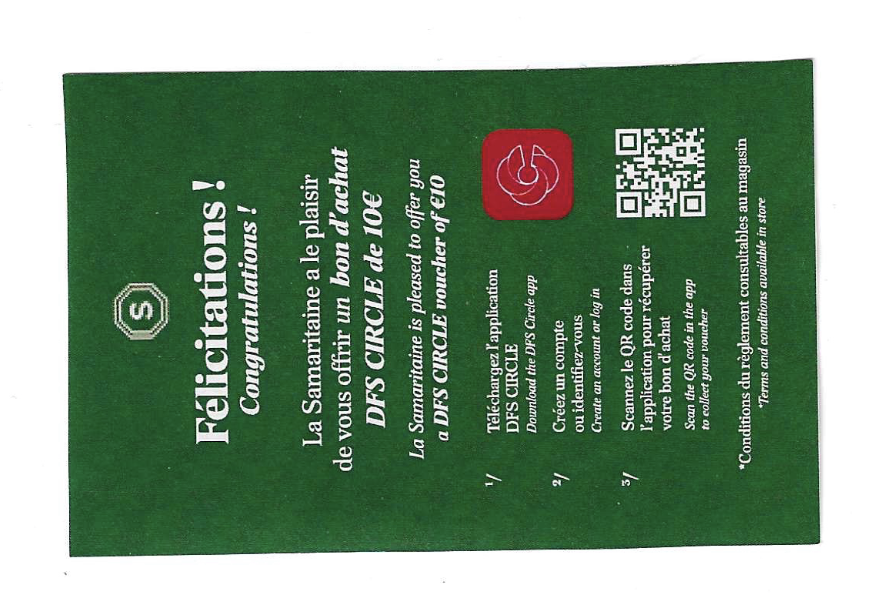 S
Félicitations !
Congratulations !
La Samaritaine a le plaisir
de vous offrir un bon d'achat
DFS CIRCLE de 10€
La Samaritaine is pleased to offer you
a DFS CIRCLE voucher of €10
1/ Téléchargez l'application
DFS CIRCLE
Download the DFS Circle app
2/ Créez un compte
ou identifiez-vous
Create an account or log in
3/ Scannez le QR code dans
l'application pour récupérer
votre bon d'achat
Scan the QR code in the app
to collect your voucher
*Conditions du règlement consultables au magasin
*Terms and conditions available in store